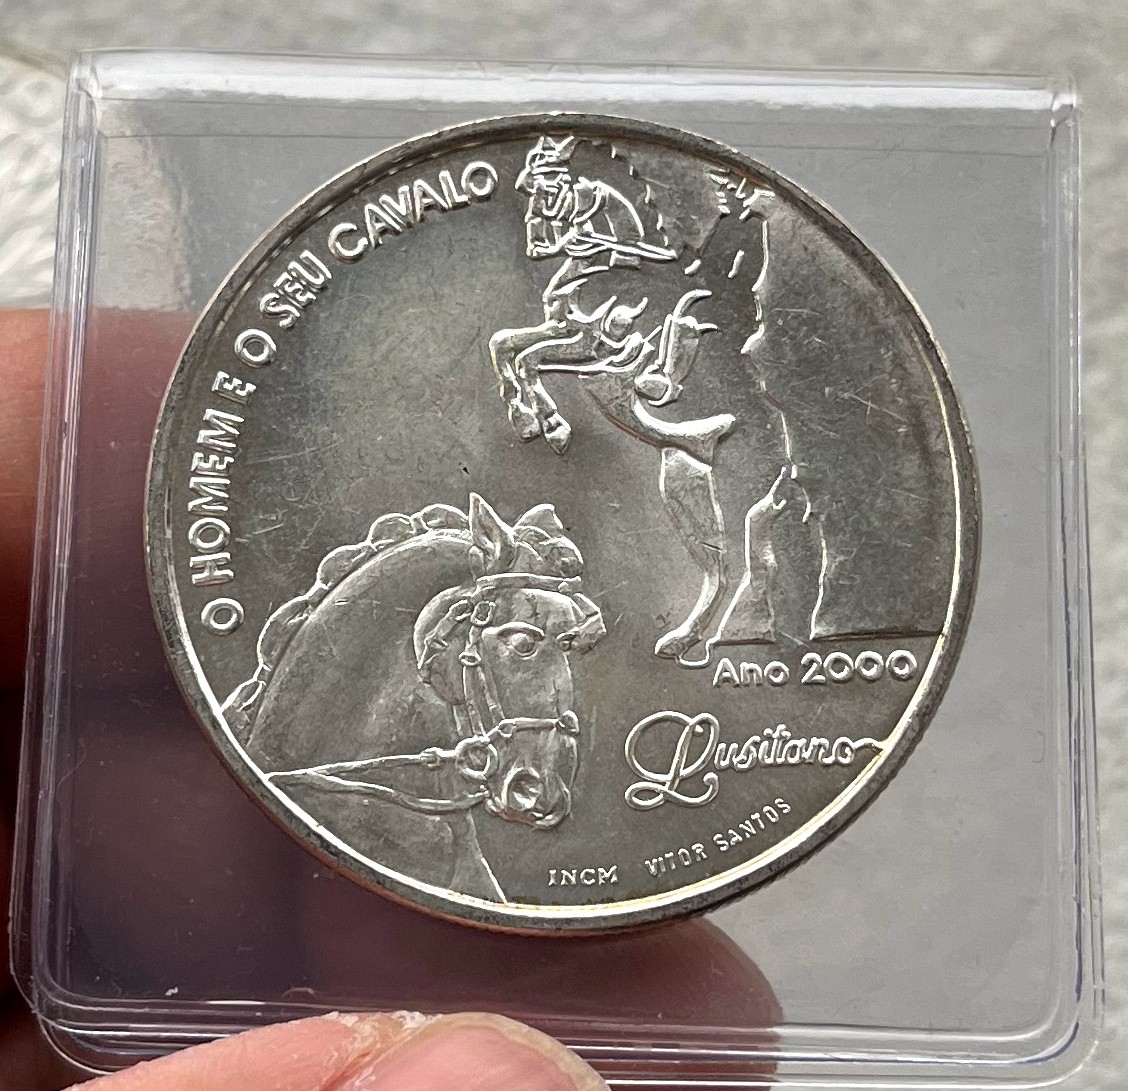 O HOMEM E O SEU CAVALO
Ano 2000
Lusitano
INCM VITOR SANTOS